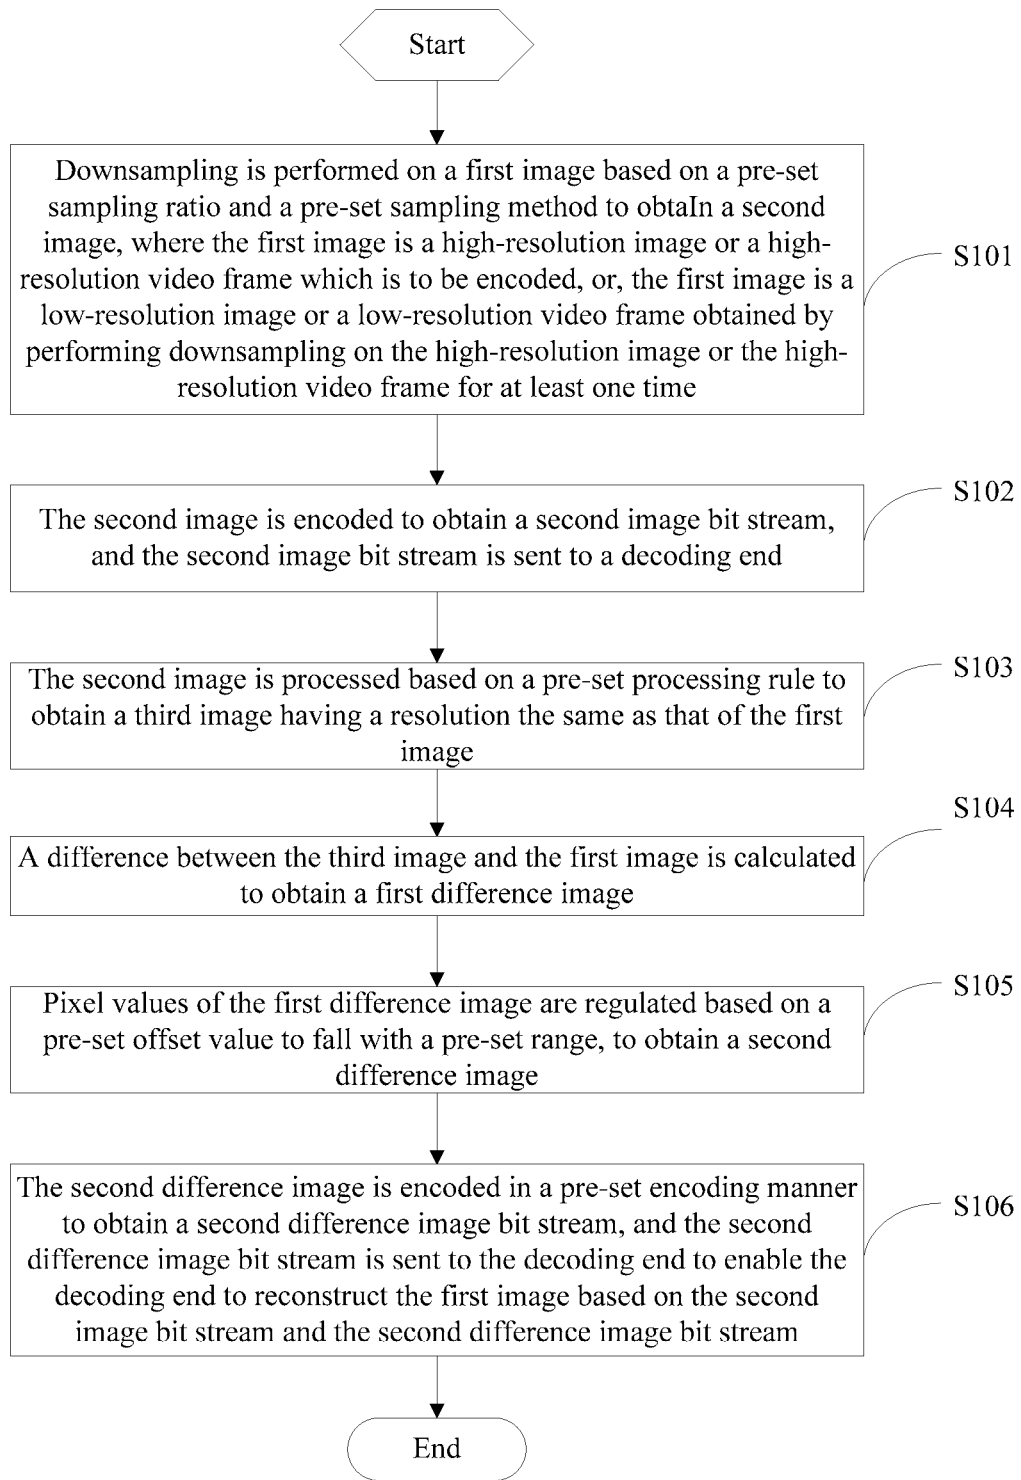 Start
Downsampling is performed on a first image based on a pre-set
sampling ratio and a pre-set sampling method to obtaIn a second
image, where the first image is a high-resolution image or a high-
resolution video frame which is to be encoded, or, the first image is a
low-resolution image or a low-resolution video frame obtained by
performing downsampling on the high-resolution image or the high-
resolution video frame for at least one time
S101
The second image is encoded to obtain a second image bit stream,
and the second image bit stream is sent to a decoding end
S102
The second image is processed based on a pre-set processing rule to
obtain a third image having a resolution the same as that of the first
image
S103
A difference between the third image and the first image is calculated
to obtain a first difference image
S104
Pixel values of the first difference image are regulated based on a
pre-set offset value to fall with a pre-set range, to obtain a second
difference image
S105
The second difference image is encoded in a pre-set encoding manner
to obtain a second difference image bit stream, and the second
difference image bit stream is sent to the decoding end to enable the
decoding end to reconstruct the first image based on the second
image bit stream and the second difference image bit stream
S106
End